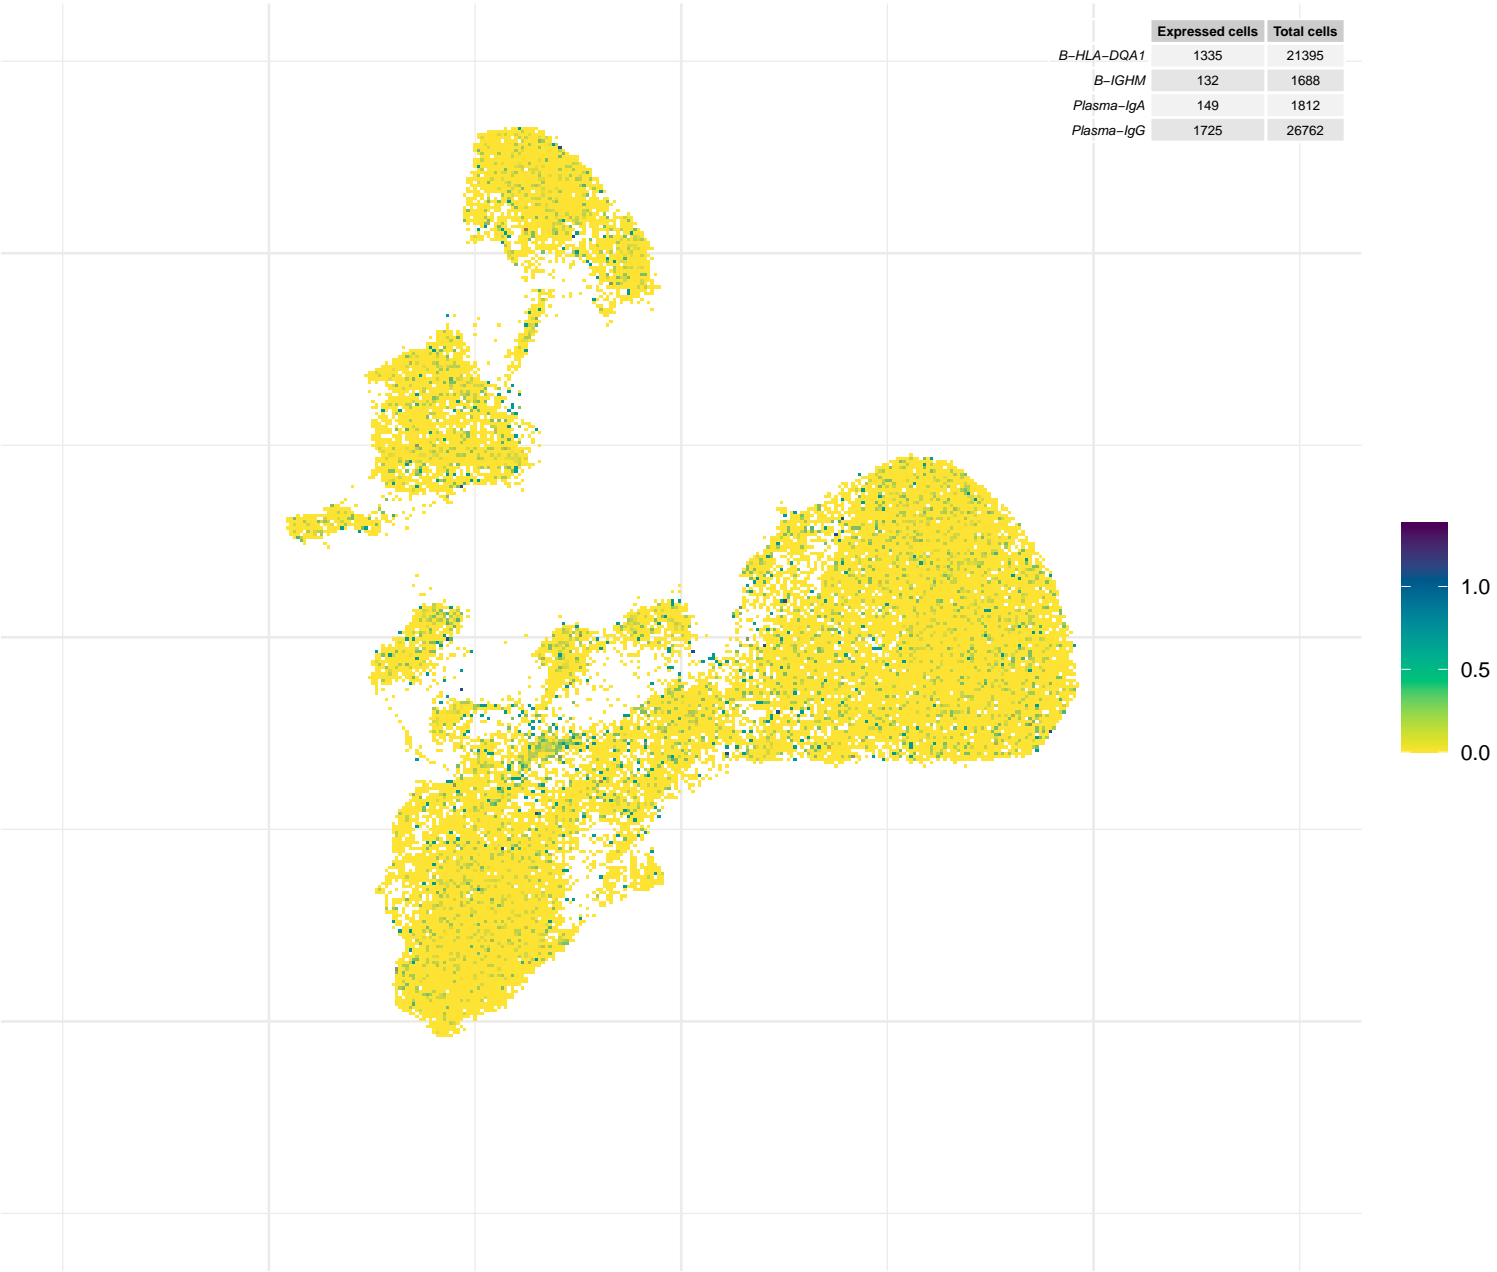 Expressed cells Total cells
B−HLA−DQA1 1335 21395
B−IGHM 132 1688
Plasma−IgA 149 1812
Plasma−IgG 1725 26762
1.0
0.5
0.0